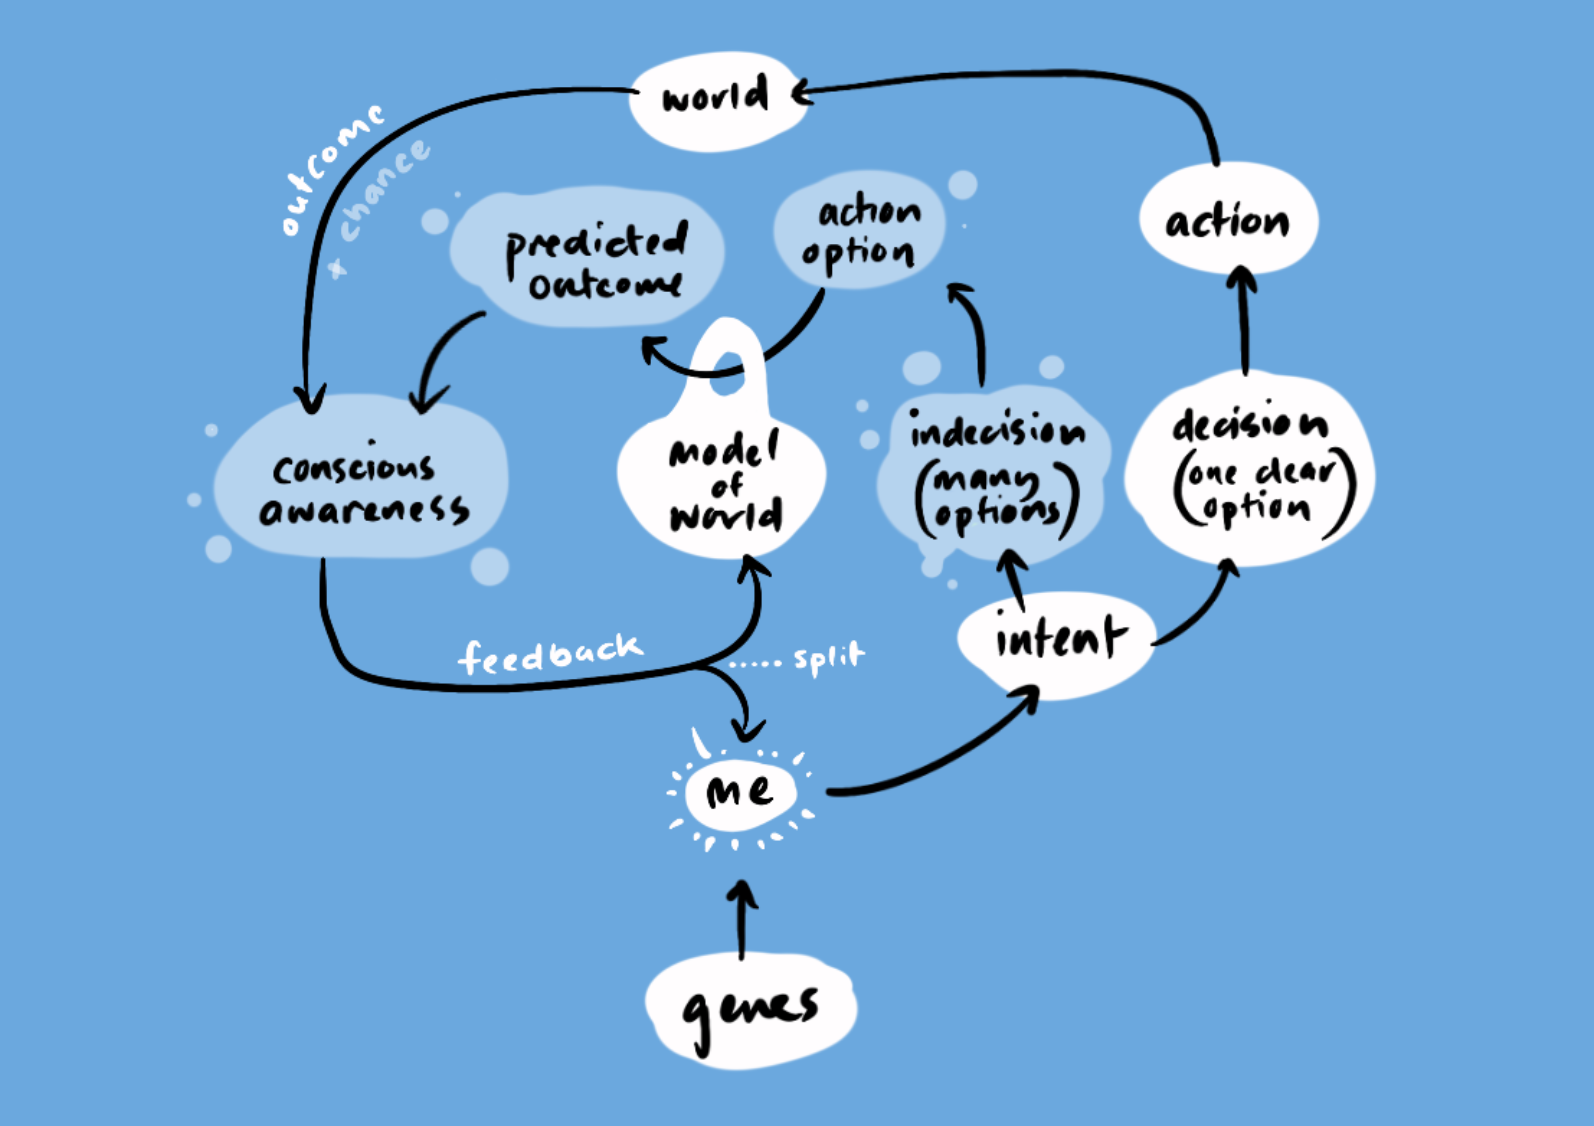 world
outcome
+ chance
action
option
action
predicted
outcome
indecision
(many
options)
decision
(one clear
option)
conscious
awareness
model
of
world
intent
feedback
..... split
me
genes